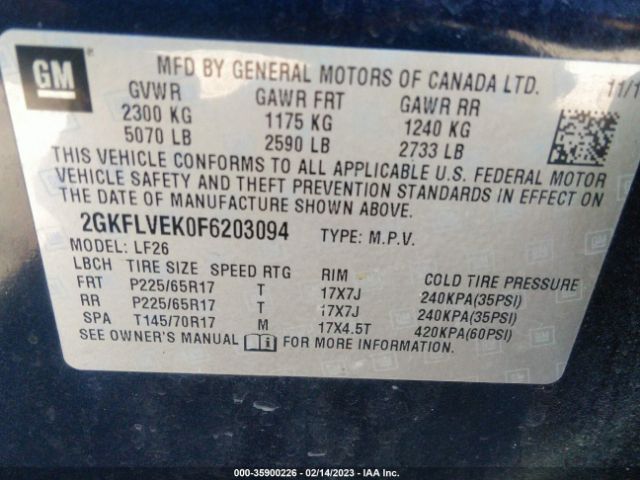 GM
MFD BY GENERAL MOTORS OF CANADA LTD. 11/1
GVWR GAWR FRT GAWR RR
2300 KG 1175 KG 1240 KG
5070 LB 2590 LB 2733 LB
THIS VEHICLE CONFORMS TO ALL APPLICABLE U.S. FEDERAL MOTOR
VEHICLE SAFETY AND THEFT PREVENTION STANDARDS IN EFFECT ON
THE DATE OF MANUFACTURE SHOWN ABOVE.
2GKFLVEK0F6203094 TYPE: M.P.V.
MODEL: LF26
LBCH TIRE SIZE SPEED RTG RIM COLD TIRE PRESSURE
FRT P225/65R17 T 17X7J 240KPA(35PSI)
RR P225/65R17 T 17X7J 240KPA(35PSI)
SPA T145/70R17 M 17X4.5T 420KPA(60PSI)
SEE OWNER'S MANUAL FOR MORE INFORMATION.
000-35900226 - 02/14/2023 - IAA Inc.